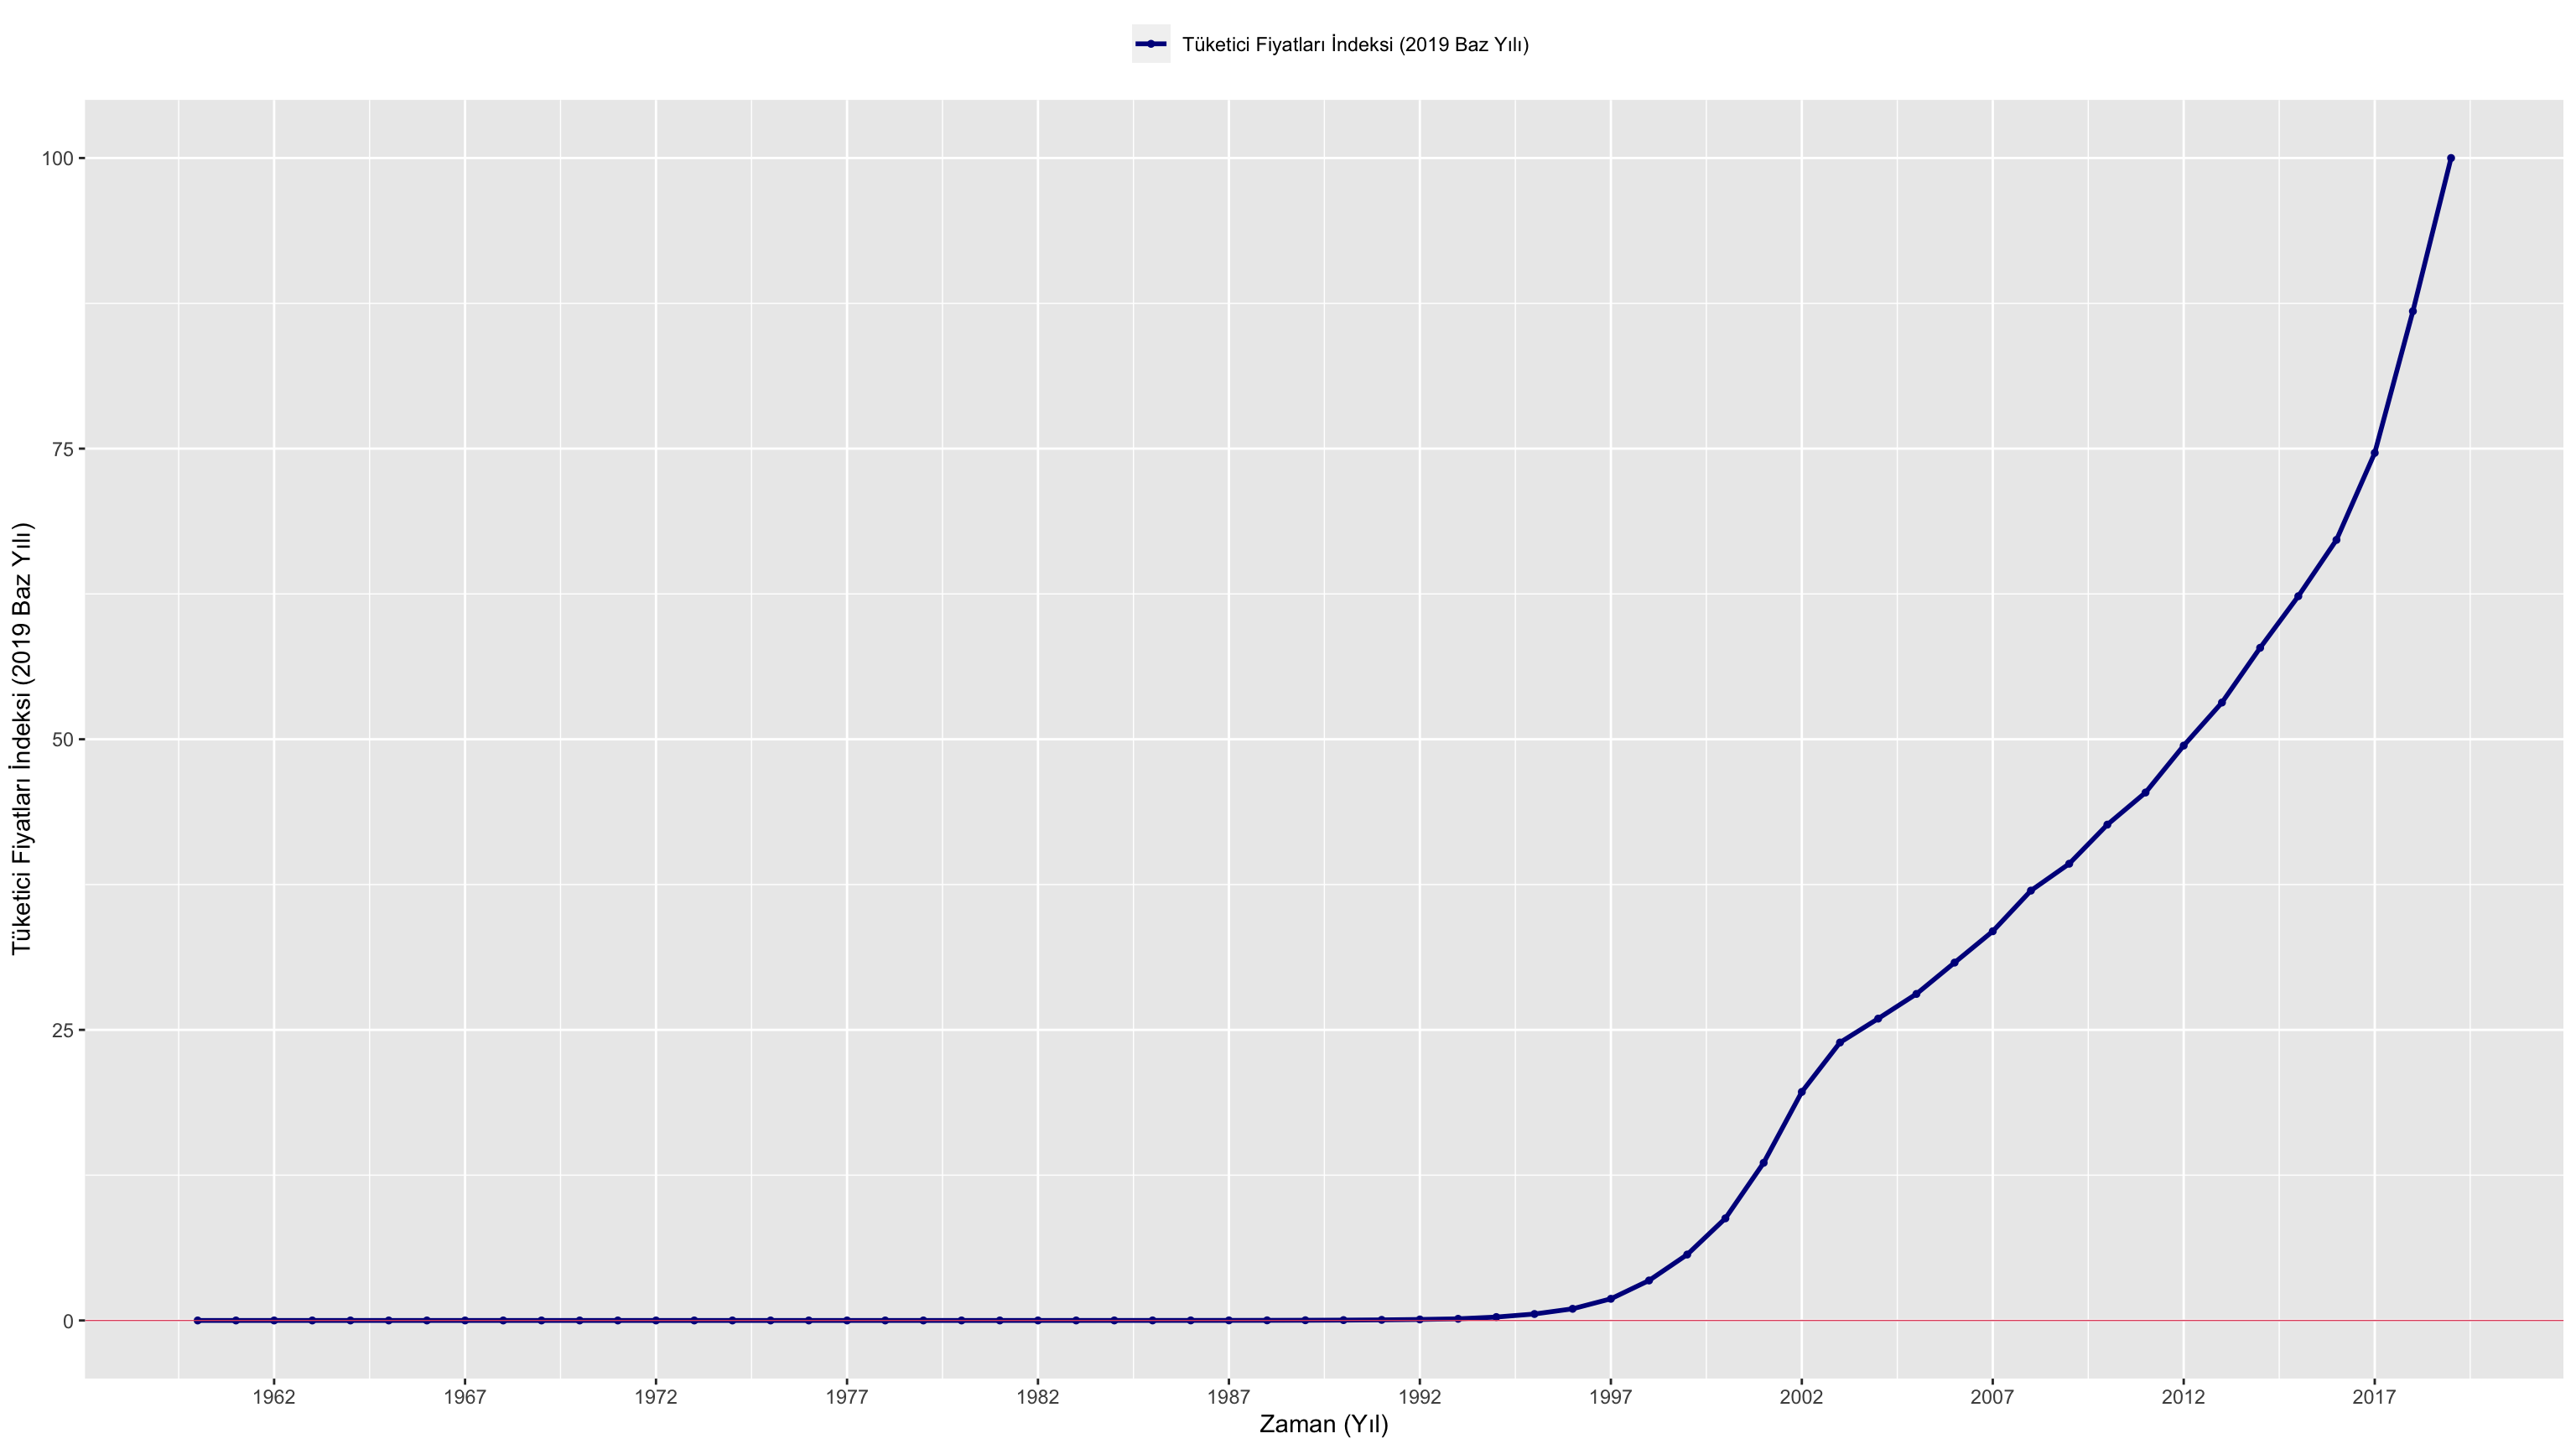 Tüketici Fiyatları İndeksi (2019 Baz Yılı)
Tüketici Fiyatları İndeksi (2019 Baz Yılı)
100
75
50
25
0
1962 1967 1972 1977 1982 1987 1992 1997 2002 2007 2012 2017
Zaman (Yıl)